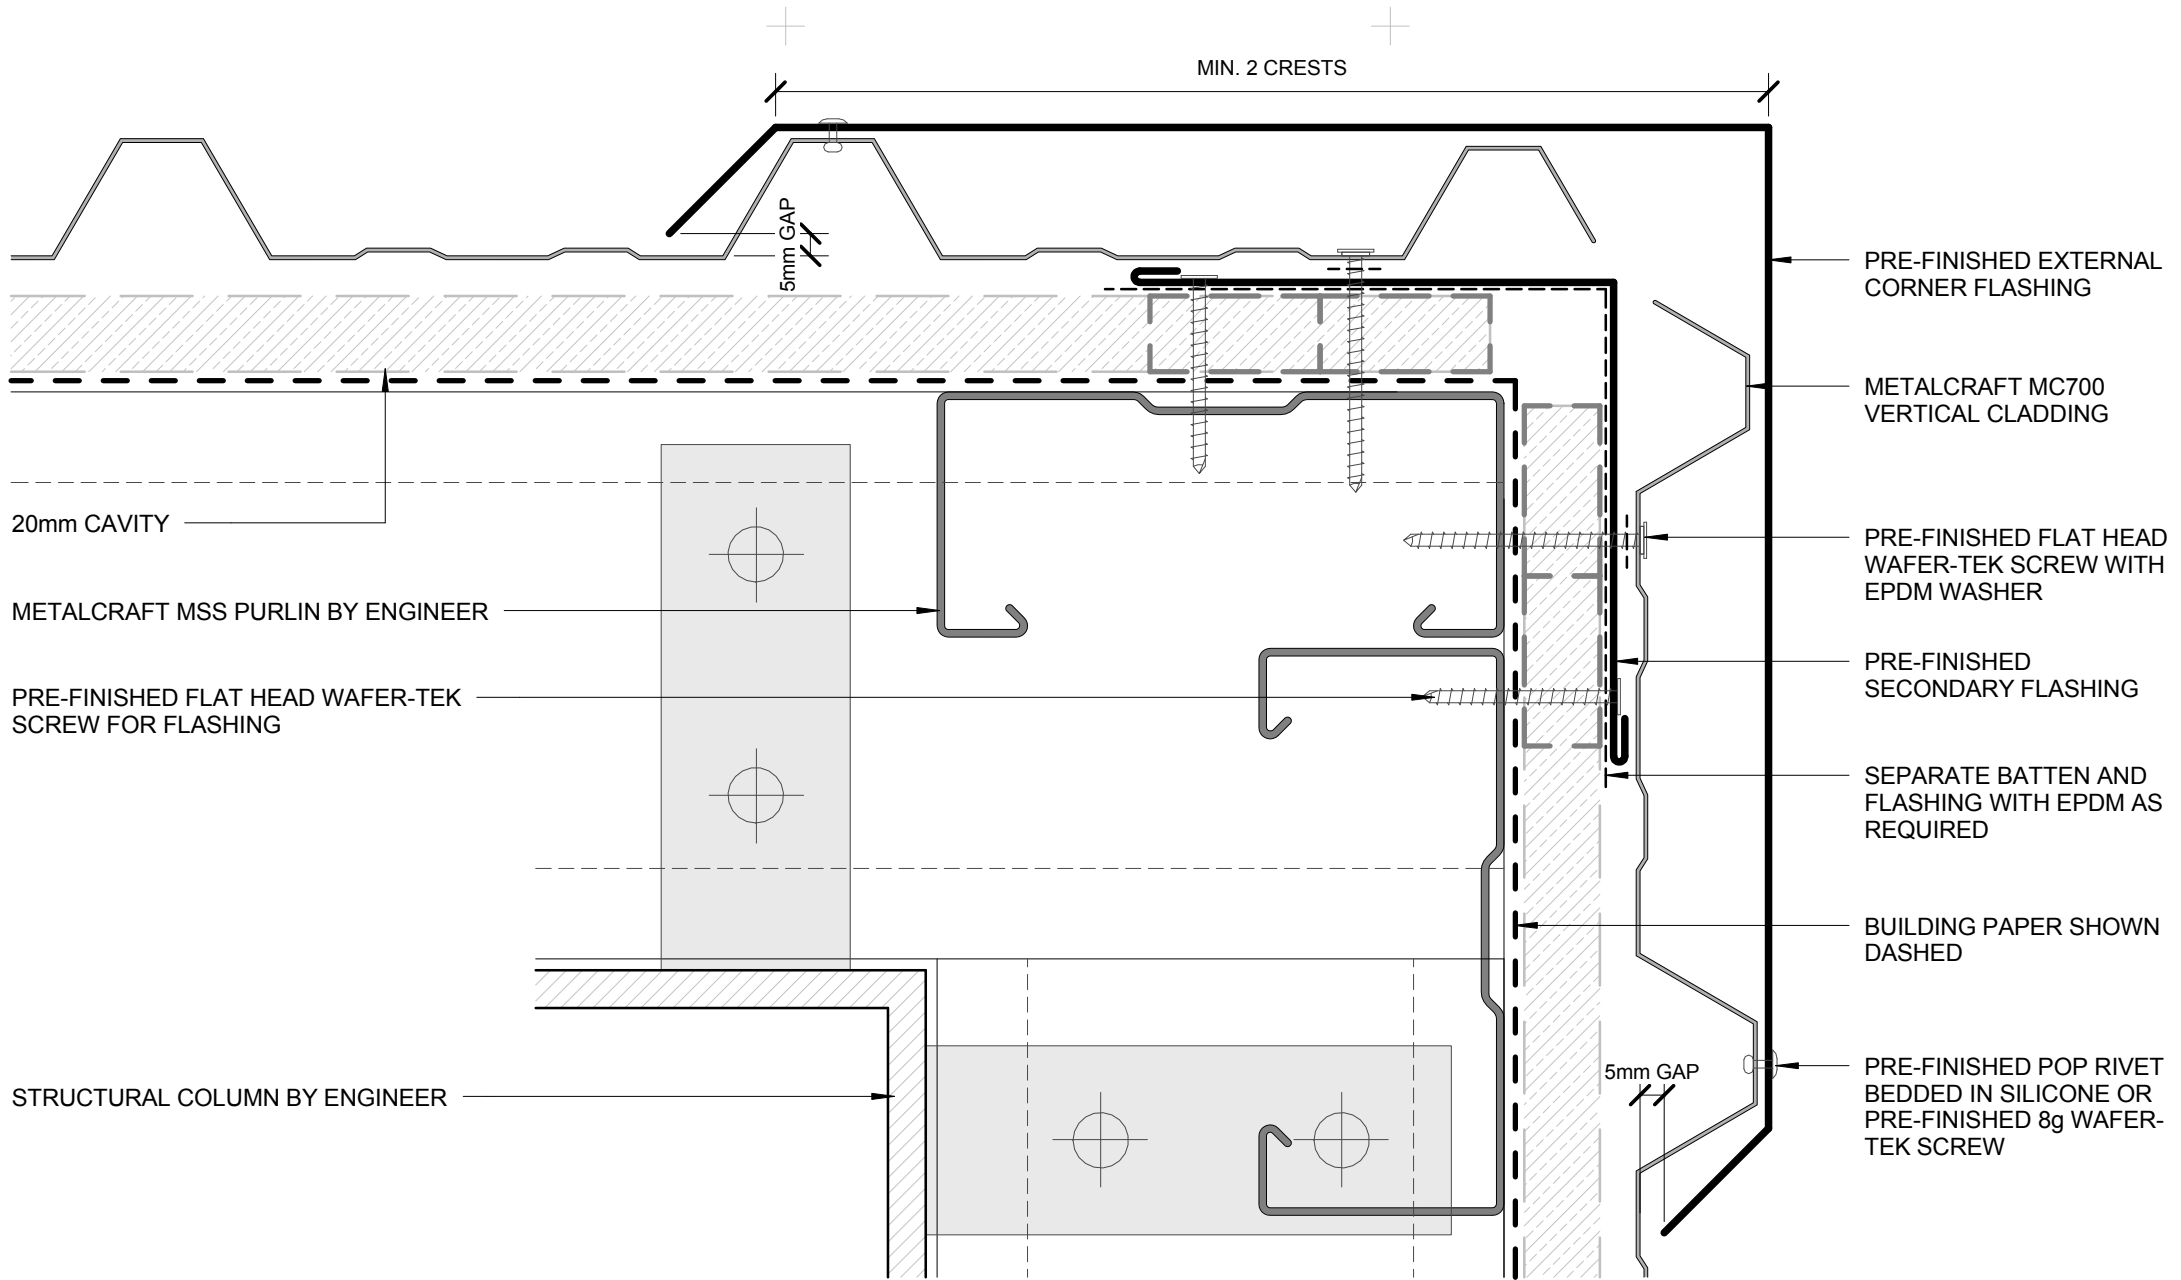 MIN. 2 CRESTS
5mm GAP
PRE-FINISHED EXTERNAL
CORNER FLASHING
METALCRAFT MC700
VERTICAL CLADDING
20mm CAVITY
PRE-FINISHED FLAT HEAD
WAFER-TEK SCREW WITH
EPDM WASHER
METALCRAFT MSS PURLIN BY ENGINEER
PRE-FINISHED
SECONDARY FLASHING
PRE-FINISHED FLAT HEAD WAFER-TEK
SCREW FOR FLASHING
SEPARATE BATTEN AND
FLASHING WITH EPDM AS
REQUIRED
BUILDING PAPER SHOWN
DASHED
5mm GAP
PRE-FINISHED POP RIVET
BEDDED IN SILICONE OR
PRE-FINISHED 8g WAFER-
TEK SCREW
STRUCTURAL COLUMN BY ENGINEER